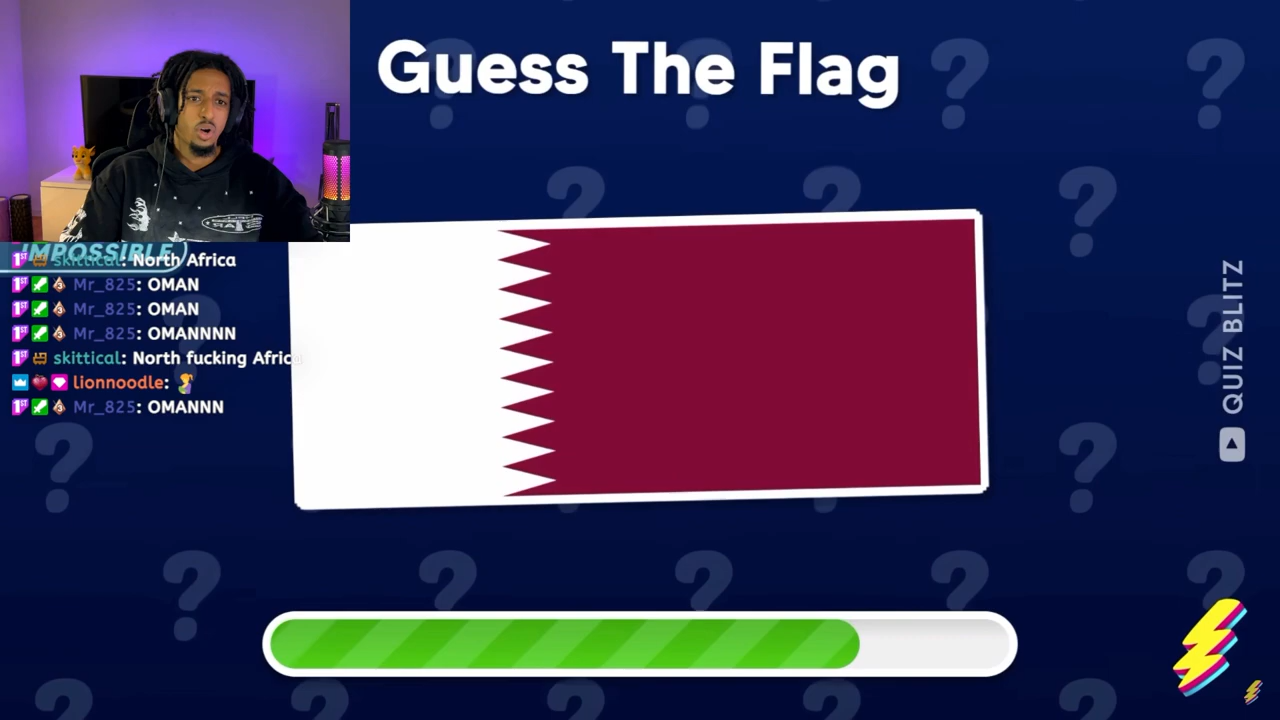 Guess The Flag
IMPOSSIBLE
skittical: North Africa
Mr_825: OMAN
Mr_825: OMAN
Mr_825: OMANNNN
skittical: North fucking Africa
lionnoodle:
Mr_825: OMANNN
QUIZ BLITZ